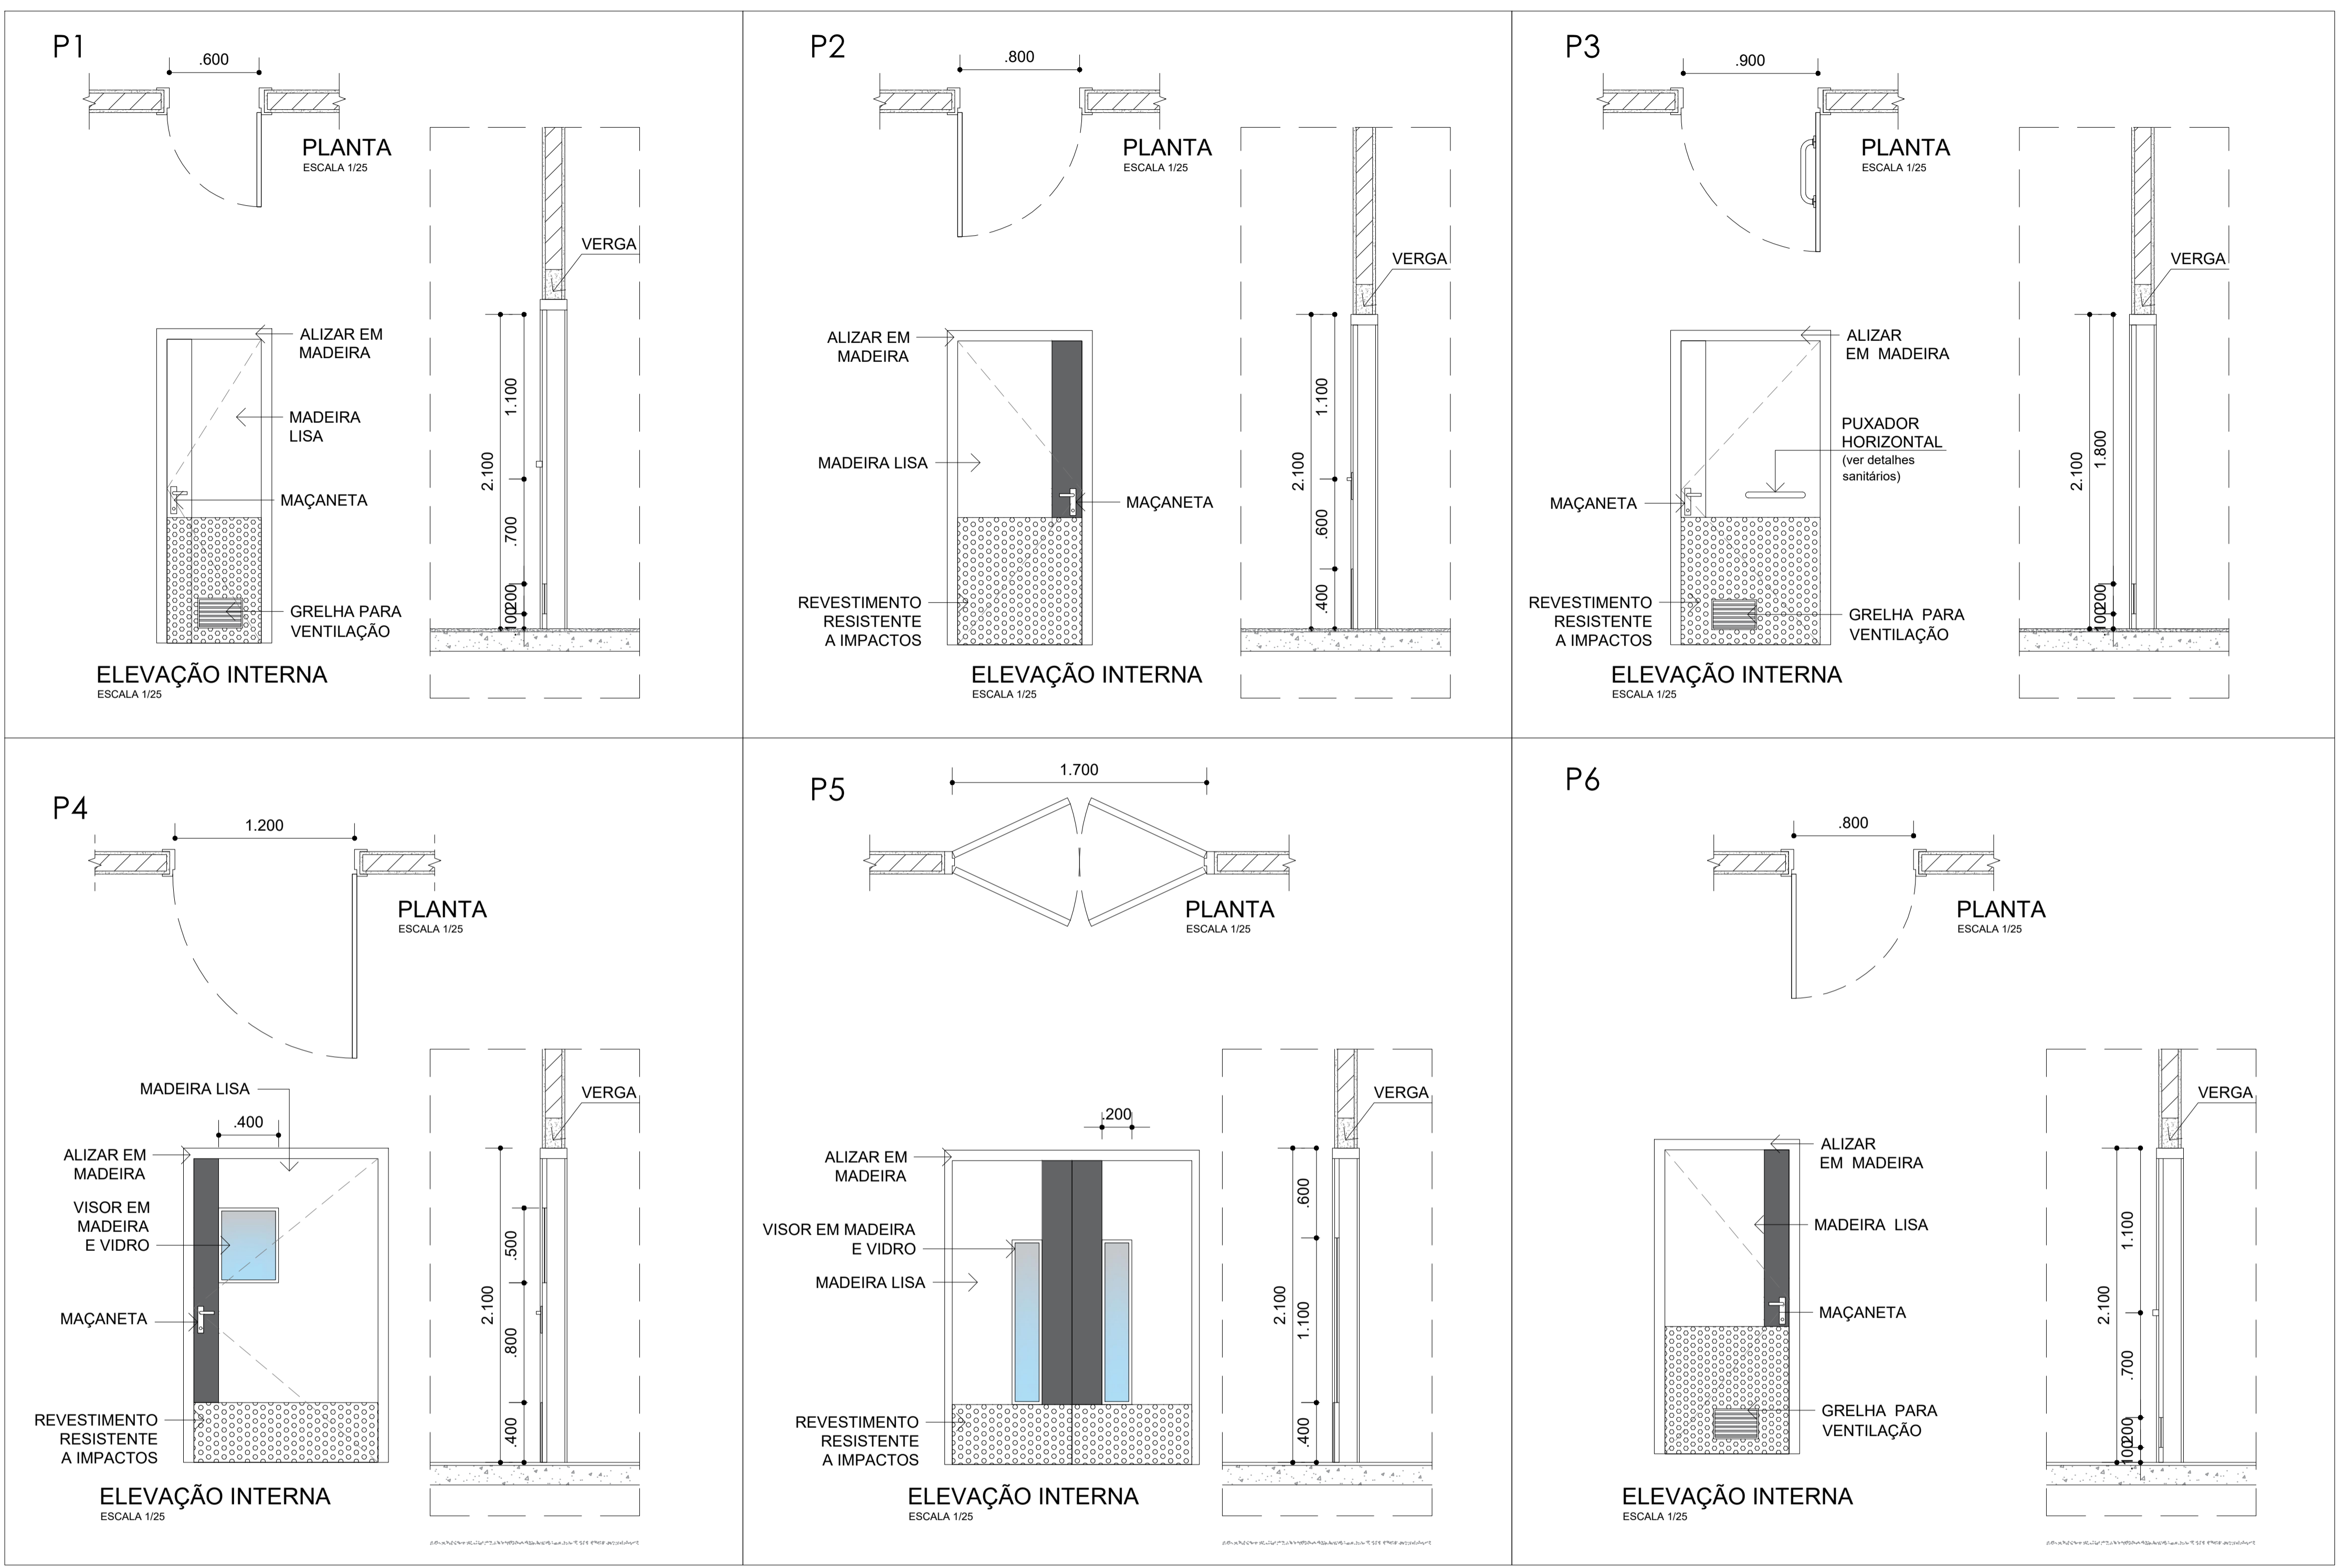 P1
.600
PLANTA
ESCALA 1/25
VERGA
ALIZAR EM
MADEIRA
MADEIRA
LISA
MAÇANETA
GRELHA PARA
VENTILAÇÃO
2.100
1.100
.700
.200
.100
ELEVAÇÃO INTERNA
ESCALA 1/25
P2
.800
PLANTA
ESCALA 1/25
VERGA
ALIZAR EM
MADEIRA
MADEIRA LISA
MAÇANETA
REVESTIMENTO
RESISTENTE
A IMPACTOS
2.100
1.100
.600
.400
ELEVAÇÃO INTERNA
ESCALA 1/25
P3
.900
PLANTA
ESCALA 1/25
VERGA
ALIZAR
EM MADEIRA
PUXADOR
HORIZONTAL
(ver detalhes
sanitários)
MAÇANETA
REVESTIMENTO
RESISTENTE
A IMPACTOS
GRELHA PARA
VENTILAÇÃO
2.100
1.800
.200
.100
ELEVAÇÃO INTERNA
ESCALA 1/25
P4
1.200
PLANTA
ESCALA 1/25
MADEIRA LISA
.400
VERGA
ALIZAR EM
MADEIRA
VISOR EM
MADEIRA
E VIDRO
MAÇANETA
REVESTIMENTO
RESISTENTE
A IMPACTOS
2.100
.500
.800
.400
ELEVAÇÃO INTERNA
ESCALA 1/25
P5
1.700
PLANTA
ESCALA 1/25
.200
VERGA
ALIZAR EM
MADEIRA
VISOR EM MADEIRA
E VIDRO
MADEIRA LISA
REVESTIMENTO
RESISTENTE
A IMPACTOS
2.100
.600
1.100
.400
ELEVAÇÃO INTERNA
ESCALA 1/25
P6
.800
PLANTA
ESCALA 1/25
VERGA
ALIZAR
EM MADEIRA
MADEIRA LISA
MAÇANETA
GRELHA PARA
VENTILAÇÃO
2.100
1.100
.700
.200
.100
ELEVAÇÃO INTERNA
ESCALA 1/25